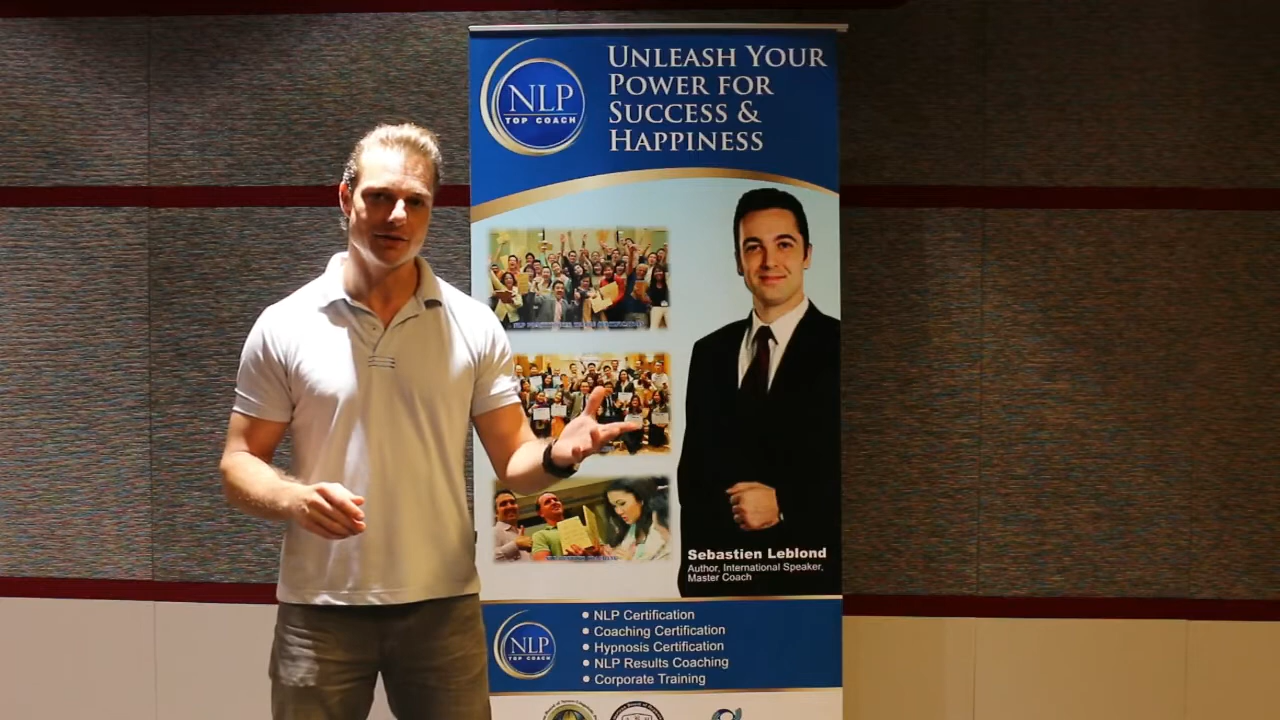 NLP
TOP COACH
UNLEASH YOUR
POWER FOR
SUCCESS &
HAPPINESS
Sebastien Leblond
Author, International Speaker,
Master Coach
NLP
TOP COACH
NLP Certification
Coaching Certification
Hypnosis Certification
NLP Results Coaching
Corporate Training